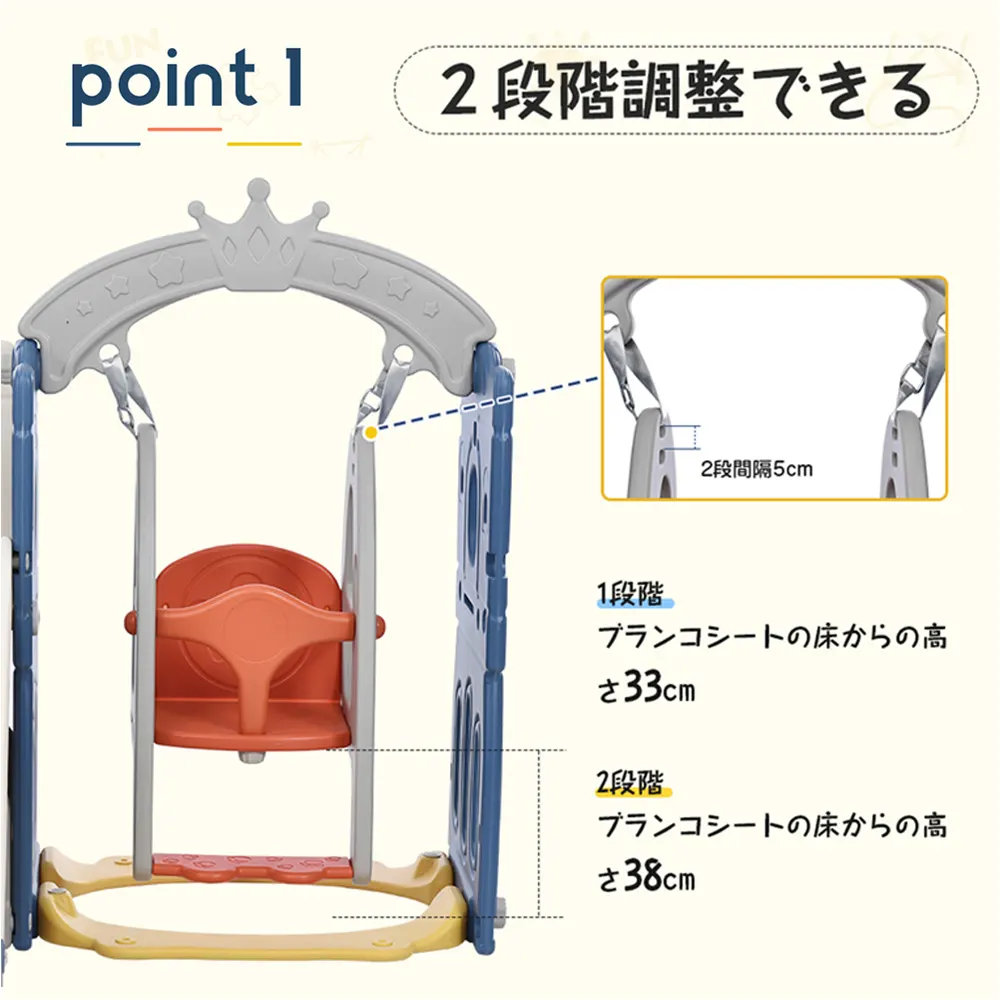 point 1
２段階調整できる
2段間隔5cm
1段階
ブランコシートの床からの高
さ33cm
2段階
ブランコシートの床からの高
さ38cm